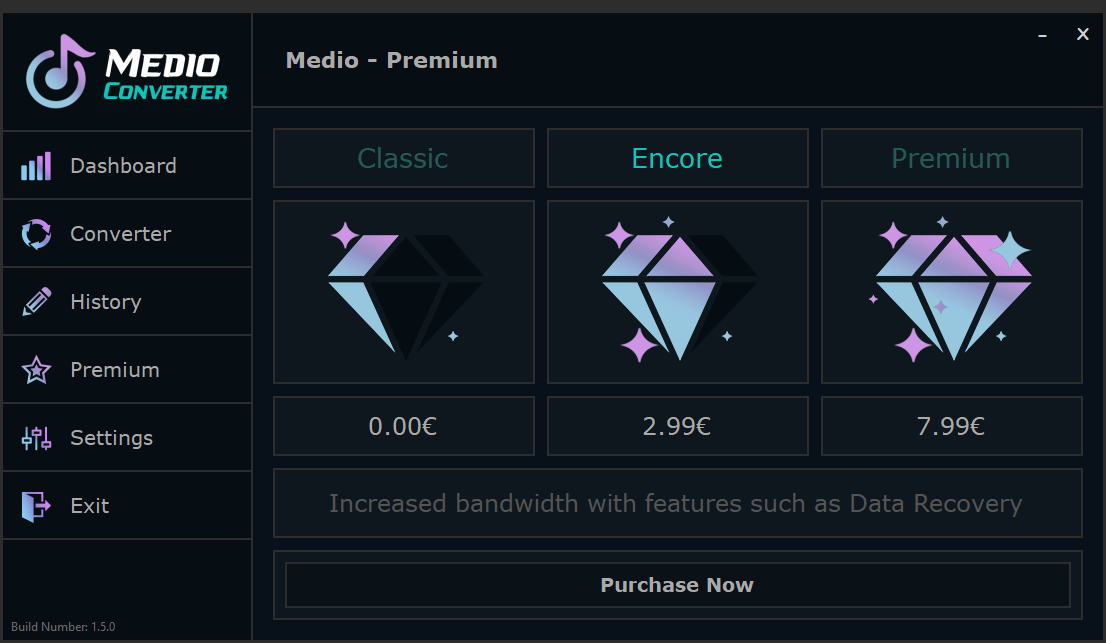 MEDIO
CONVERTER
Dashboard
Converter
History
Premium
Settings
Exit
Build Number: 1.5.0
Medio - Premium
Classic
Encore
Premium
0.00€
2.99€
7.99€
Increased bandwidth with features such as Data Recovery
Purchase Now